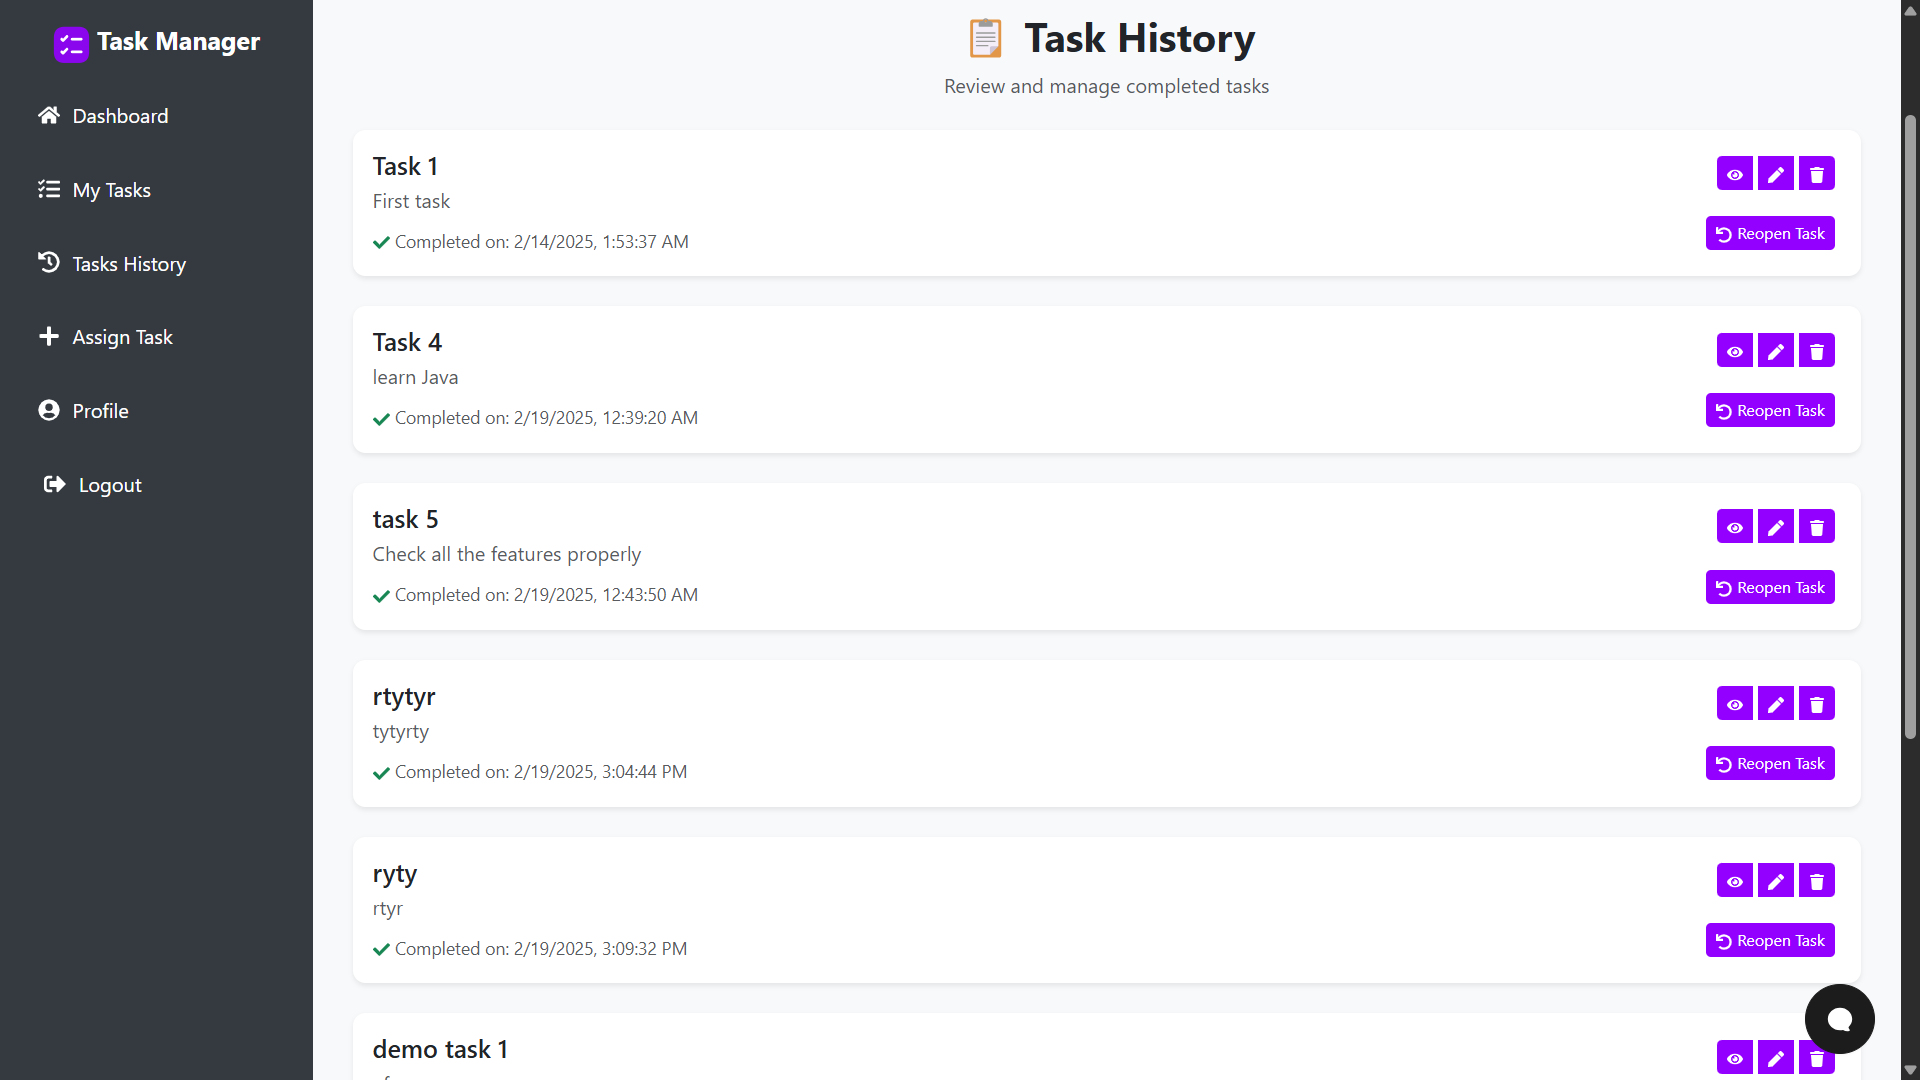 Task Manager
Dashboard
My Tasks
Tasks History
Assign Task
Profile
Logout
Task History
Review and manage completed tasks
Task 1
First task
Completed on: 2/14/2025, 1:53:37 AM
Reopen Task
Task 4
learn Java
Completed on: 2/19/2025, 12:39:20 AM
Reopen Task
task 5
Check all the features properly
Completed on: 2/19/2025, 12:43:50 AM
Reopen Task
rtytyr
tytyrty
Completed on: 2/19/2025, 3:04:44 PM
Reopen Task
ryty
rtyr
Completed on: 2/19/2025, 3:09:32 PM
Reopen Task
demo task 1